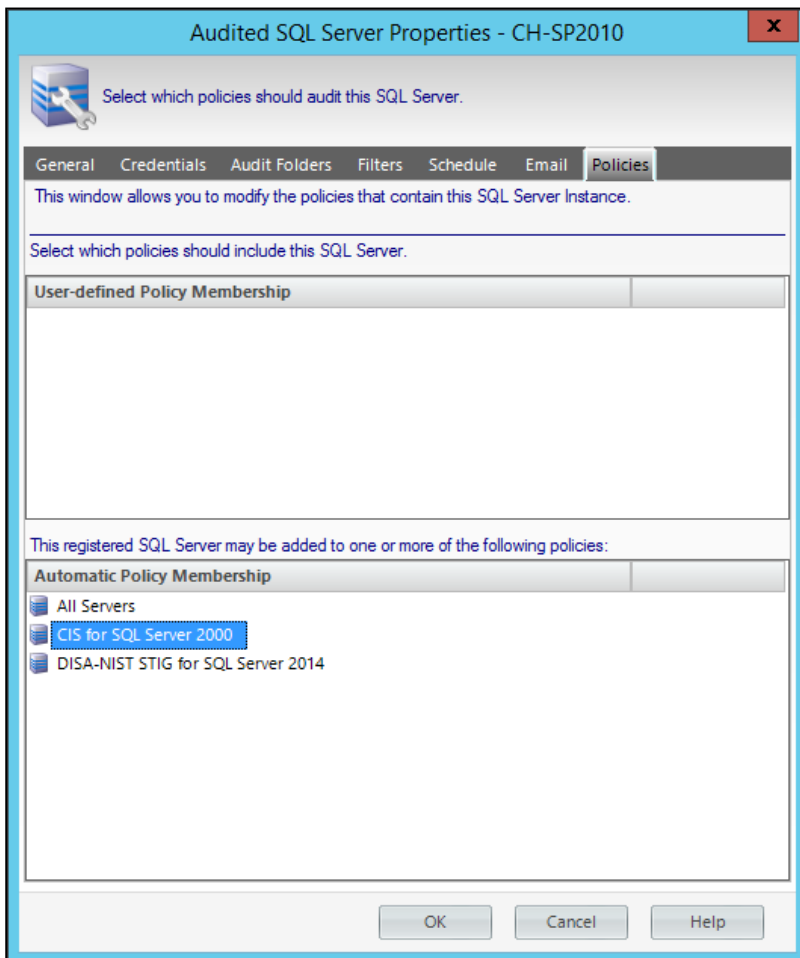 Audited SQL Server Properties - CH-SP2010
x
Select which policies should audit this SQL Server.
General Credentials Audit Folders Filters Schedule Email Policies
This window allows you to modify the policies that contain this SQL Server Instance.
Select which policies should include this SQL Server.
User-defined Policy Membership
This registered SQL Server may be added to one or more of the following policies:
Automatic Policy Membership
All Servers
CIS for SQL Server 2000
DISA-NIST STIG for SQL Server 2014
OK Cancel Help